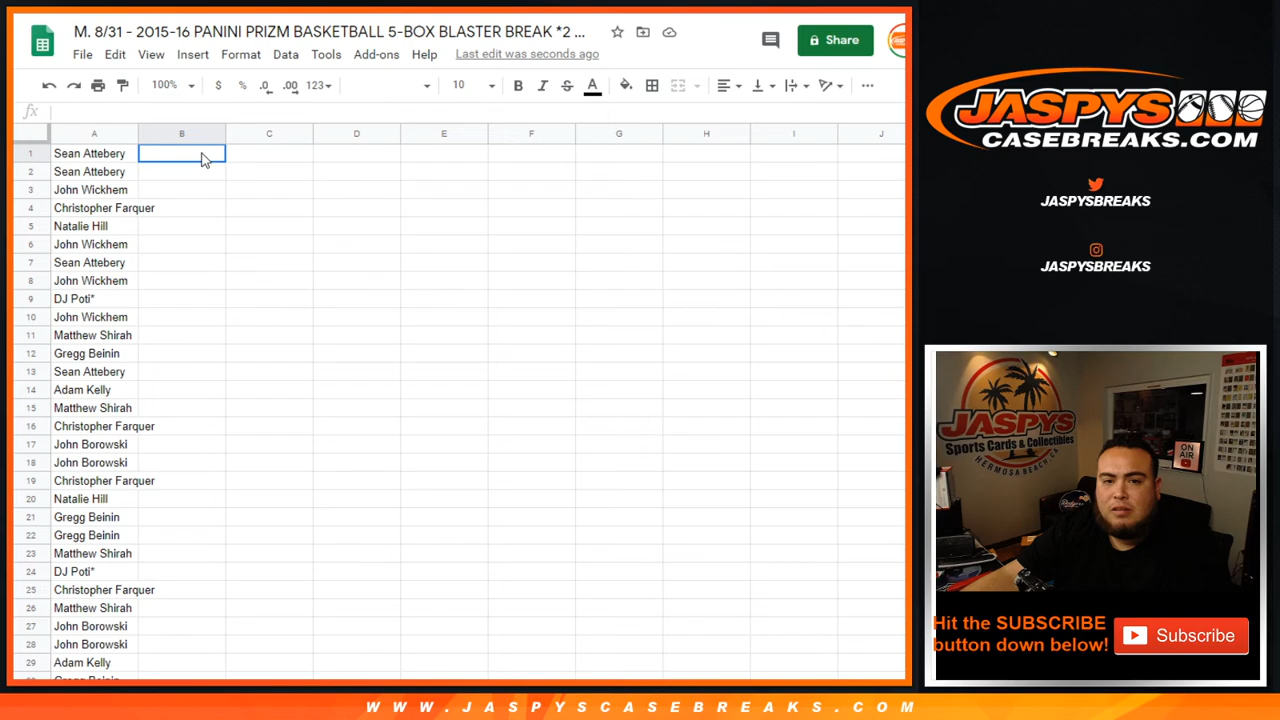 M. 8/31 - 2015-16 PANINI PRIZM BASKETBALL 5-BOX BLASTER BREAK *2 ...
Share
File Edit View Insert Format Data Tools Add-ons Help Last edit was seconds ago
100% $ % .0 .00 123 10 B I S A
fx
A B C D E F G H I J
1 Sean Attebery
2 Sean Attebery
3 John Wickhem
4 Christopher Farquer
5 Natalie Hill
6 John Wickhem
7 Sean Attebery
8 John Wickhem
9 DJ Poti*
10 John Wickhem
11 Matthew Shirah
12 Gregg Beinin
13 Sean Attebery
14 Adam Kelly
15 Matthew Shirah
16 Christopher Farquer
17 John Borowski
18 John Borowski
19 Christopher Farquer
20 Natalie Hill
21 Gregg Beinin
22 Gregg Beinin
23 Matthew Shirah
24 DJ Poti*
25 Christopher Farquer
26 Matthew Shirah
27 John Borowski
28 John Borowski
29 Adam Kelly
JASPYS
CASEBREAKS.COM
JASPYSBREAKS
JASPYSBREAKS
JASPYS
Sports Cards & Collectibles
HERMOSA BEACH CA
ON
AIR
Hit the SUBSCRIBE
button down below!
Subscribe
WWW.JASPYSCASEBREAKS.COM